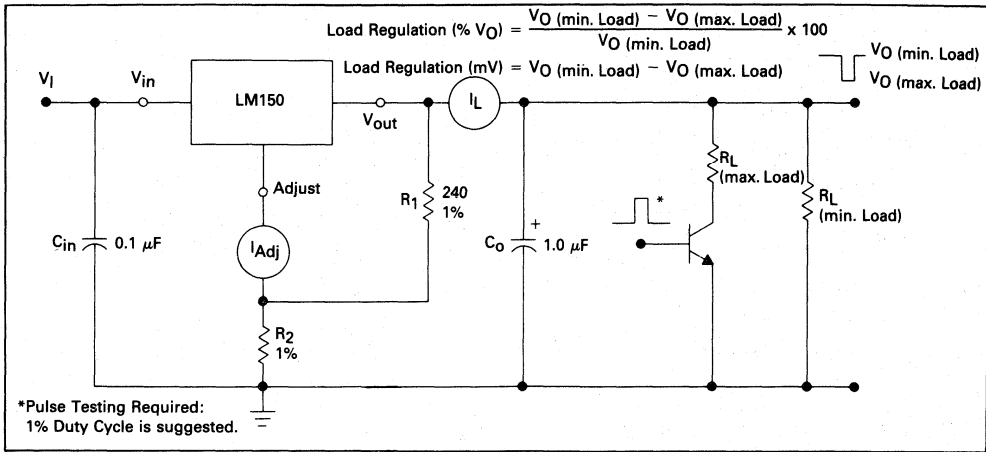 Load Regulation (% VO) = VO (min. Load) − VO (max. Load) / VO (min. Load) x 100
Load Regulation (mV) = VO (min. Load) − VO (max. Load)
VO (min. Load)
VO (max. Load)
VI
Vin
LM150
Vout
IL
Adjust
IAdj
R1
240
1%
Cin
0.1 μF
R2
1%
Co
+
1.0 μF
*
RL
(max. Load)
RL
(min. Load)
*Pulse Testing Required:
1% Duty Cycle is suggested.